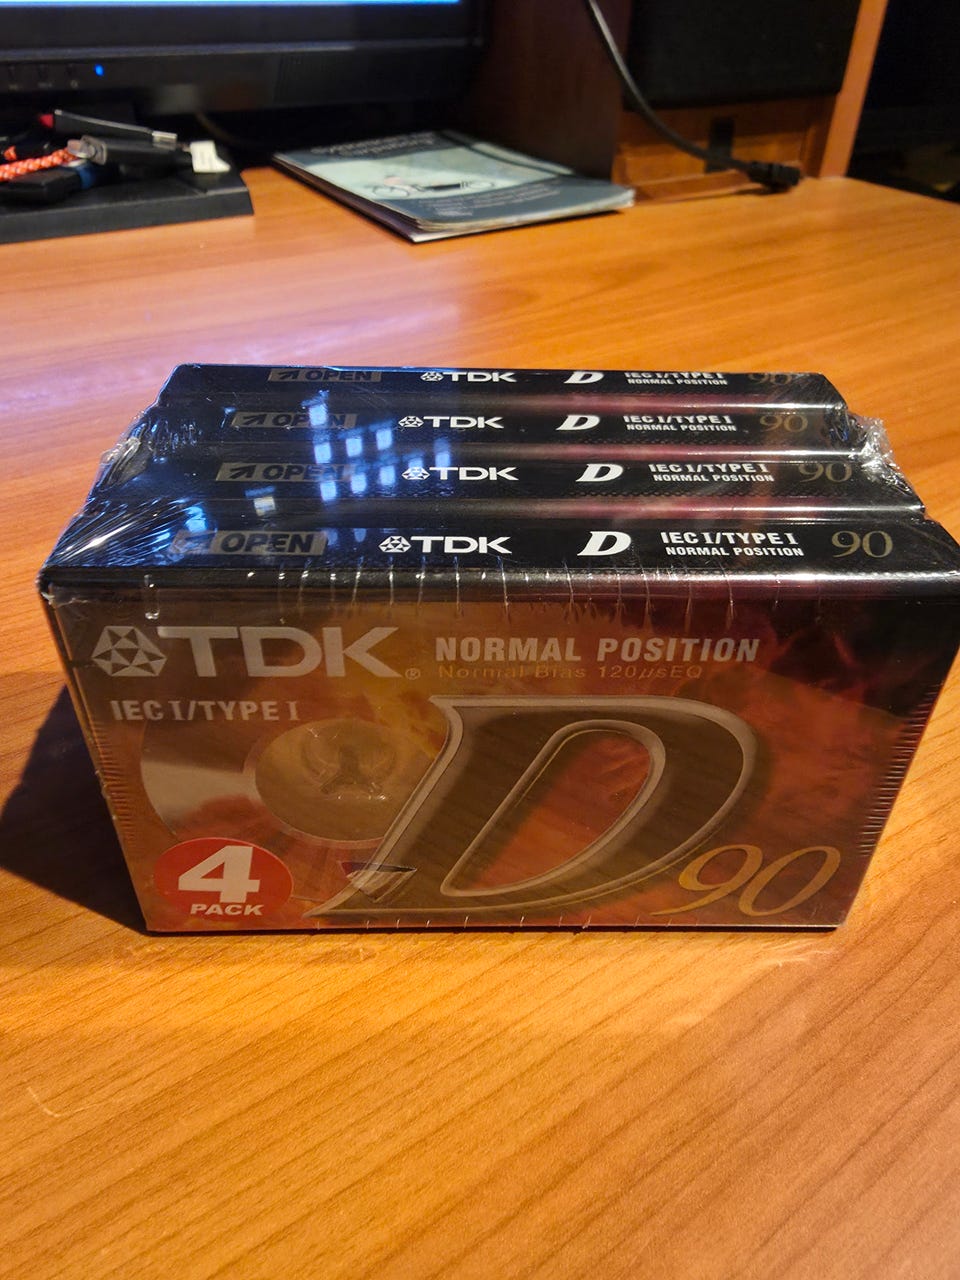 OPEN TDK D IEC I/TYPE I NORMAL POSITION 90
OPEN TDK D IEC I/TYPE I NORMAL POSITION 90
OPEN TDK D IEC I/TYPE I NORMAL POSITION 90
OPEN TDK D IEC I/TYPE I NORMAL POSITION 90
TDK® NORMAL POSITION
Normal Bias 120µsEQ
IEC I/TYPE I
D 90
4
PACK